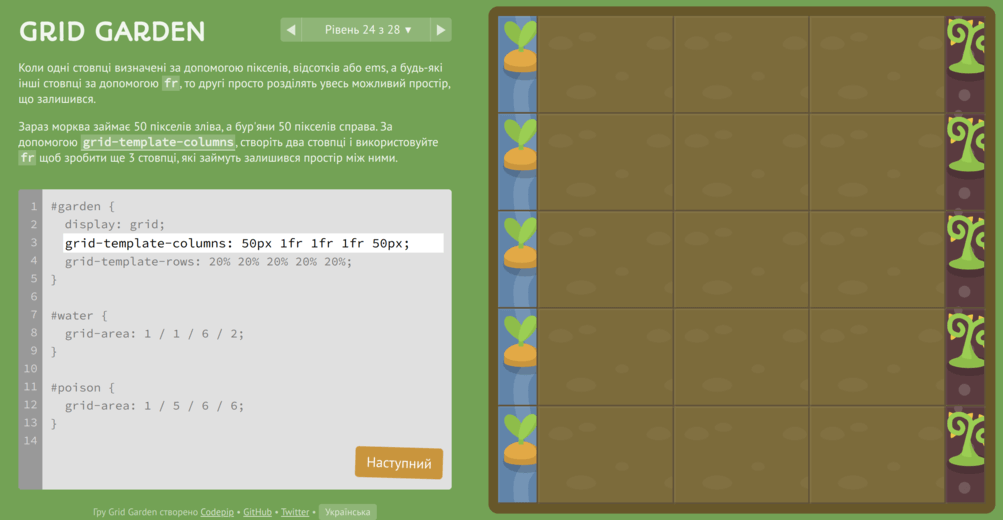 GRID GARDEN
◀ Рівень 24 з 28 ▼ ▶
Коли одні стовпці визначені за допомогою пікселів, відсотків або ems, а будь-які
інші стовпці за допомогою fr, то другі просто розділять увесь можливий простір,
що залишився.
Зараз морква займає 50 пікселів зліва, а бур'яни 50 пікселів справа. За
допомогою grid-template-columns, створіть два стовпці і використовуйте
fr щоб зробити ще 3 стовпці, які займуть залишився простір між ними.
1 #garden {
2 display: grid;
3 grid-template-columns: 50px 1fr 1fr 1fr 50px;
4 grid-template-rows: 20% 20% 20% 20% 20%;
5 }
6
7 #water {
8 grid-area: 1 / 1 / 6 / 2;
9 }
10
11 #poison {
12 grid-area: 1 / 5 / 6 / 6;
13 }
14
Наступний
Гру Grid Garden створено Codepip • GitHub • Twitter • Українська